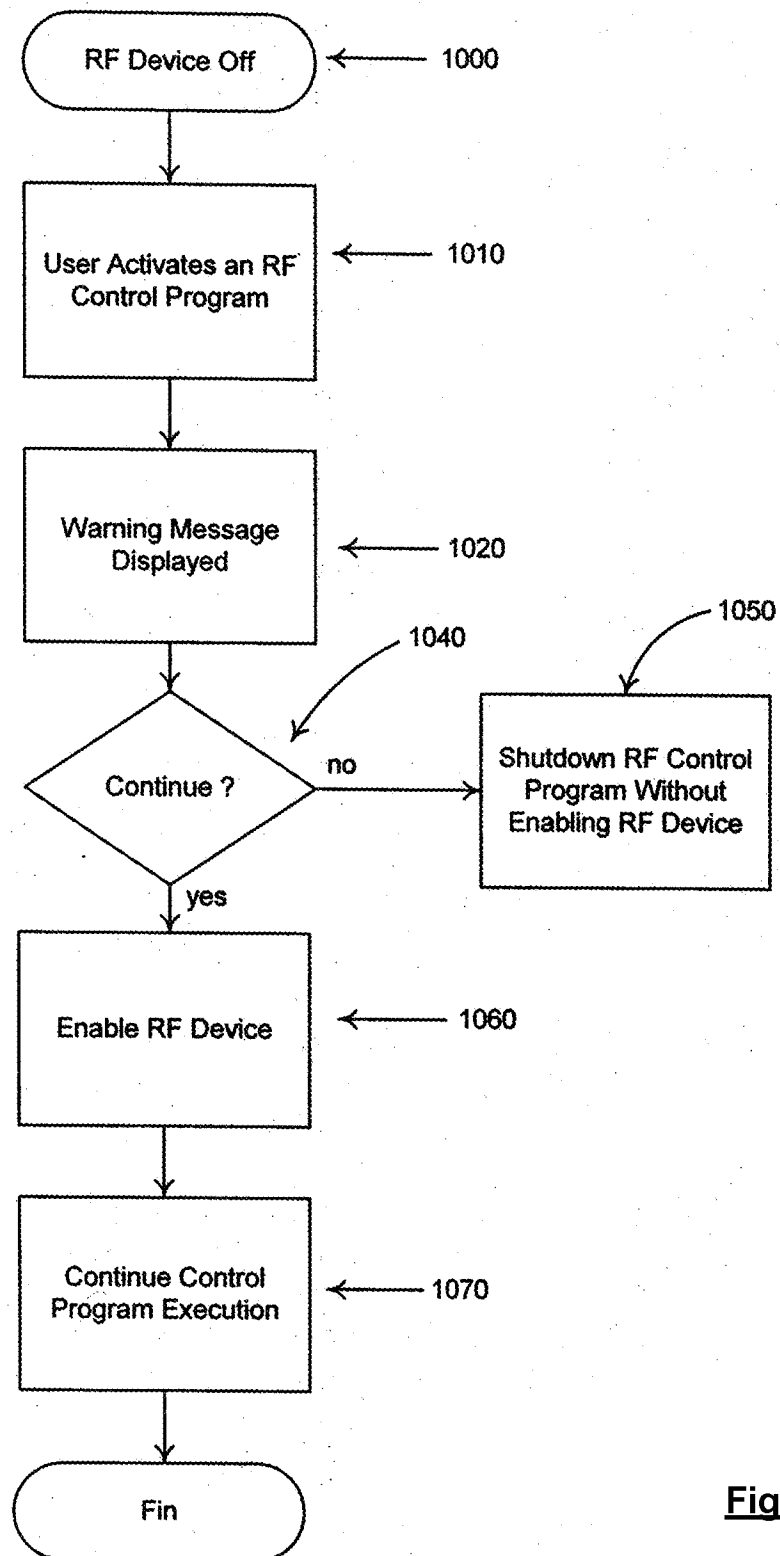 RF Device Off
1000
User Activates an RF
Control Program
1010
Warning Message
Displayed
1020
1040
1050
Continue ?
no
Shutdown RF Control
Program Without
Enabling RF Device
yes
Enable RF Device
1060
Continue Control
Program Execution
1070
Fin
Fig